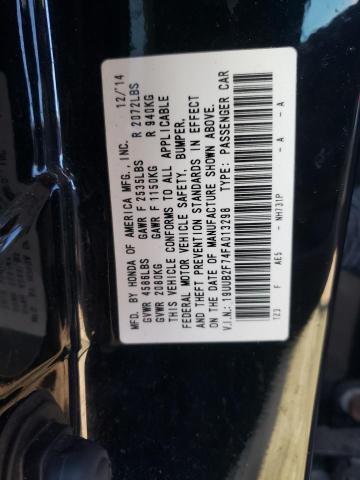 MFD. BY HONDA OF AMERICA MFG., INC. 12/'14
GVWR 4586LBS GAWR F 2535LBS R 2072LBS
GVWR 2080KG GAWR F 1150KG R 940KG
THIS VEHICLE CONFORMS TO ALL APPLICABLE
FEDERAL MOTOR VEHICLE SAFETY, BUMPER,
AND THEFT PREVENTION STANDARDS IN EFFECT
ON THE DATE OF MANUFACTURE SHOWN ABOVE.
V.I.N.: 19UUB2F74FA013298 TYPE: PASSENGER CAR
TZ3 F AE5 - NH731P - A - A